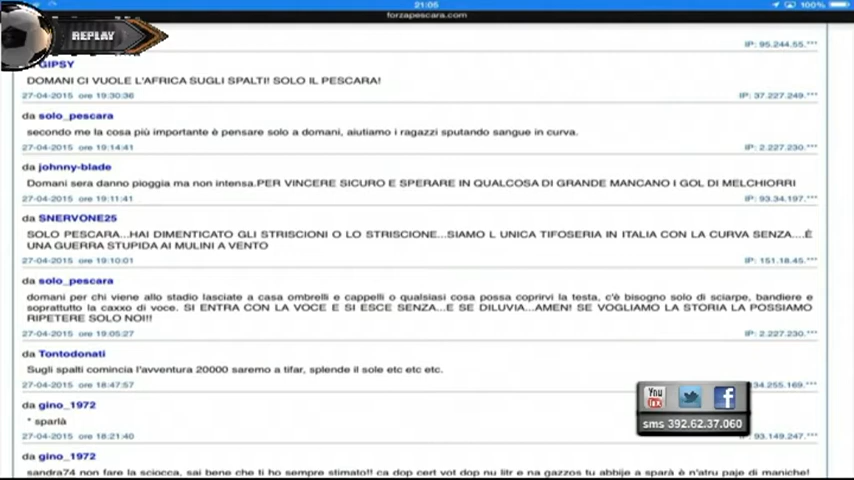 21:05
100%
forzapescara.com
REPLAY
IP: 95.244.55.***
da GIPSY
DOMANI CI VUOLE L'AFRICA SUGLI SPALTI! SOLO IL PESCARA!
27-04-2015 ore 19:30:36 IP: 37.227.249.***
da solo_pescara
secondo me la cosa più importante è pensare solo a domani, aiutiamo i ragazzi sputando sangue in curva.
27-04-2015 ore 19:14:41 IP: 2.227.230.***
da johnny-blade
Domani sera danno pioggia ma non intensa.PER VINCERE SICURO E SPERARE IN QUALCOSA DI GRANDE MANCANO I GOL DI MELCHIORRI
27-04-2015 ore 19:11:41 IP: 93.34.197.***
da SNERVONE25
SOLO PESCARA...HAI DIMENTICATO GLI STRISCIONI O LO STRISCIONE...SIAMO L UNICA TIFOSERIA IN ITALIA CON LA CURVA SENZA....È
UNA GUERRA STUPIDA AI MULINI A VENTO
27-04-2015 ore 19:10:01 IP: 151.18.45.***
da solo_pescara
domani per chi viene allo stadio lasciate a casa ombrelli e cappelli o qualsiasi cosa possa coprirvi la testa, c'è bisogno solo di sciarpe, bandiere e
soprattutto la caxxo di voce. SI ENTRA CON LA VOCE E SI ESCE SENZA...E SE DILUVIA...AMEN! SE VOGLIAMO LA STORIA LA POSSIAMO
RIPETERE SOLO NOI!!
27-04-2015 ore 19:05:27 IP: 2.227.230.***
da Tontodonati
Sugli spalti comincia l'avventura 20000 saremo a tifar, splende il sole etc etc etc.
27-04-2015 ore 18:47:57 34.255.169.***
da gino_1972
* sparlà
27-04-2015 ore 18:21:40 93.149.247.***
You
sms 392.62.37.060
da gino_1972
sandra74 non fare la sciocca, sai bene che ti ho sempre stimato!! ca dop cert vot dop nu litr e na gazzos tu abbije a sparà è n'atru paje di maniche!